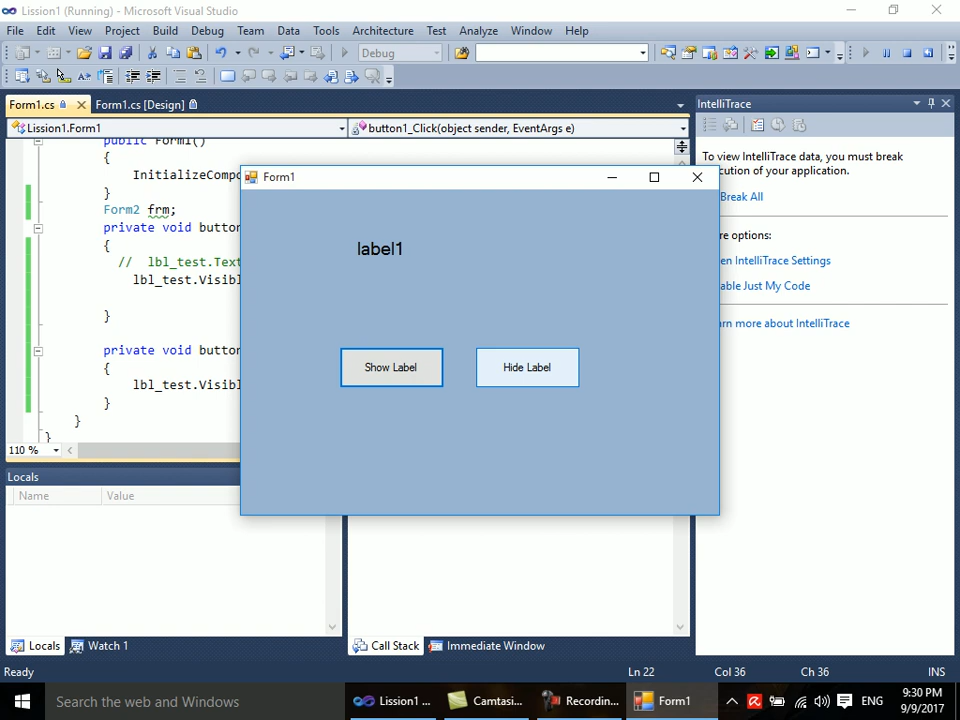 Lission1 (Running) - Microsoft Visual Studio
File Edit View Project Build Debug Team Data Tools Architecture Test Analyze Window Help
Debug
Form1.cs Form1.cs [Design] IntelliTrace
Lission1.Form1 button1_Click(object sender, EventArgs e)
public Form1()
{
InitializeCompo
}
Form2 frm;
private void button
{
// lbl_test.Text
lbl_test.Visibl
}
private void button
{
lbl_test.Visibl
}
}
}
110 %
Form1
label1
Show Label Hide Label
To view IntelliTrace data, you must break
cution of your application.
Break All
re options:
en IntelliTrace Settings
able Just My Code
arn more about IntelliTrace
Locals
Name Value
Locals Watch 1 Call Stack Immediate Window
Ready Ln 22 Col 36 Ch 36 INS
Search the web and Windows
Lission1 ... Camtasi... Recordin... Form1
ENG
9:30 PM
9/9/2017